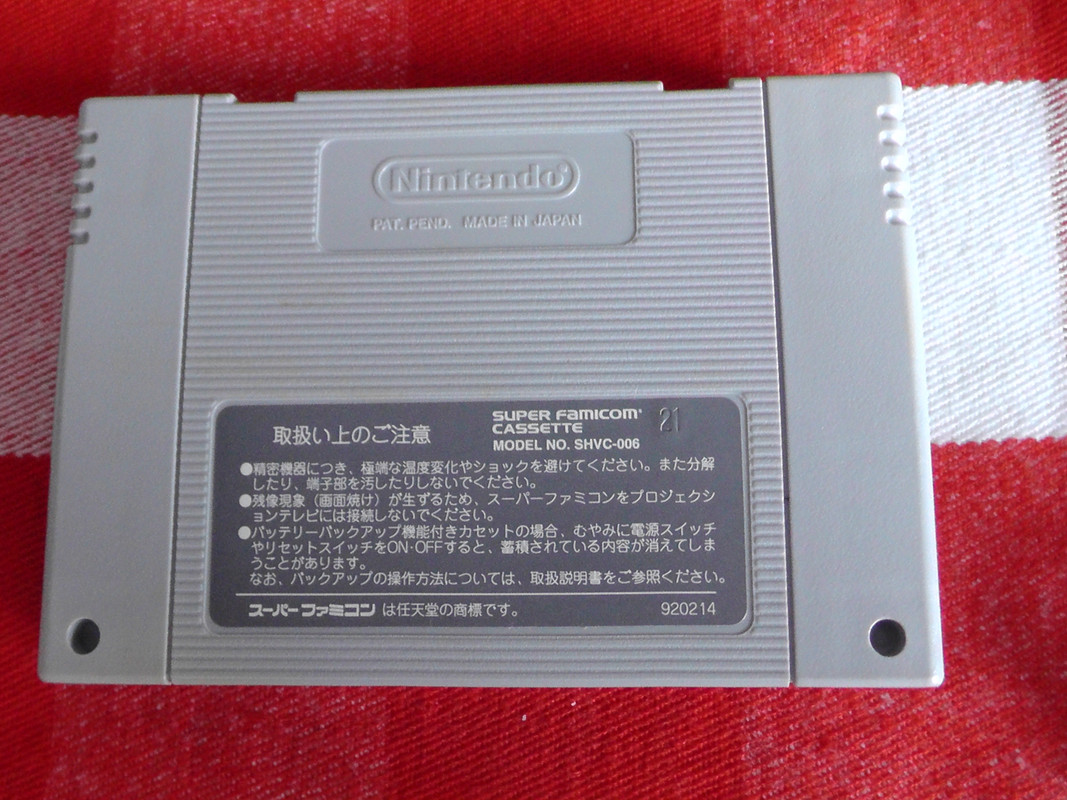 Nintendo®
PAT. PEND. MADE IN JAPAN
取扱い上のご注意
SUPER FAMICOM®
CASSETTE
MODEL NO. SHVC-006
21
●精密機器につき、極端な温度変化やショックを避けてください。また分解
したり、端子部を汚したりしないでください。
●残像現象（画面焼け）が生ずるため、スーパーファミコンをプロジェクシ
ョンテレビには接続しないでください。
●バッテリーバックアップ機能付きカセットの場合、むやみに電源スイッチ
やリセットスイッチをON･OFFすると、蓄積されている内容が消えてしま
うことがあります。
なお、バックアップの操作方法については、取扱説明書をご参照ください。
スーパーファミコン は任天堂の商標です。
920214